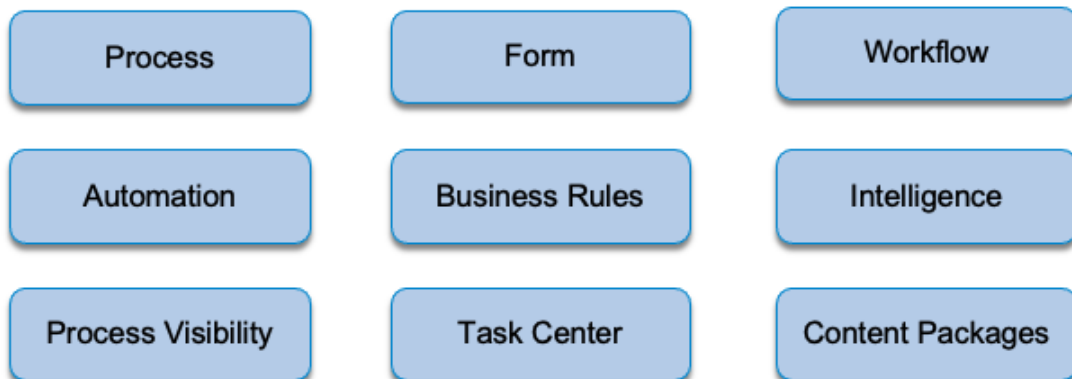 Process
Form
Workflow
Automation
Business Rules
Intelligence
Process Visibility
Task Center
Content Packages